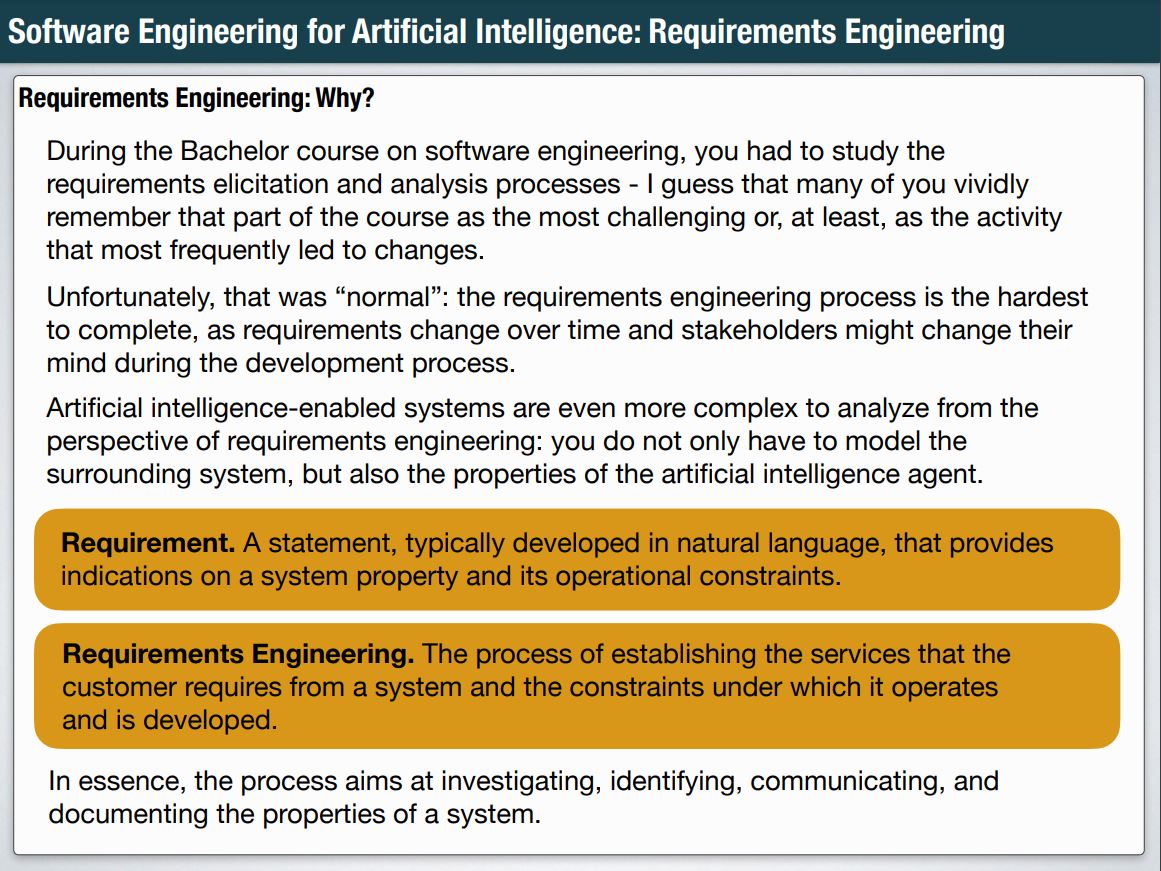 Software Engineering for Artificial Intelligence: Requirements Engineering
Requirements Engineering: Why?
During the Bachelor course on software engineering, you had to study the
requirements elicitation and analysis processes - I guess that many of you vividly
remember that part of the course as the most challenging or, at least, as the activity
that most frequently led to changes.
Unfortunately, that was “normal”: the requirements engineering process is the hardest
to complete, as requirements change over time and stakeholders might change their
mind during the development process.
Artificial intelligence-enabled systems are even more complex to analyze from the
perspective of requirements engineering: you do not only have to model the
surrounding system, but also the properties of the artificial intelligence agent.
Requirement. A statement, typically developed in natural language, that provides
indications on a system property and its operational constraints.
Requirements Engineering. The process of establishing the services that the
customer requires from a system and the constraints under which it operates
and is developed.
In essence, the process aims at investigating, identifying, communicating, and
documenting the properties of a system.